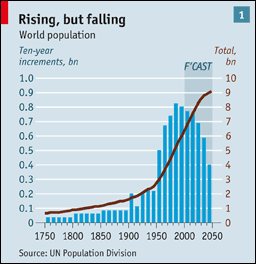 1
Rising, but falling
World population
Ten-year Total,
increments, bn bn
F'CAST
1.0 10
0.9 9
0.8 8
0.7 7
0.6 6
0.5 5
0.4 4
0.3 3
0.2 2
0.1 1
0 0
1750 1800 1850 1900 1950 2000 2050
Source: UN Population Division